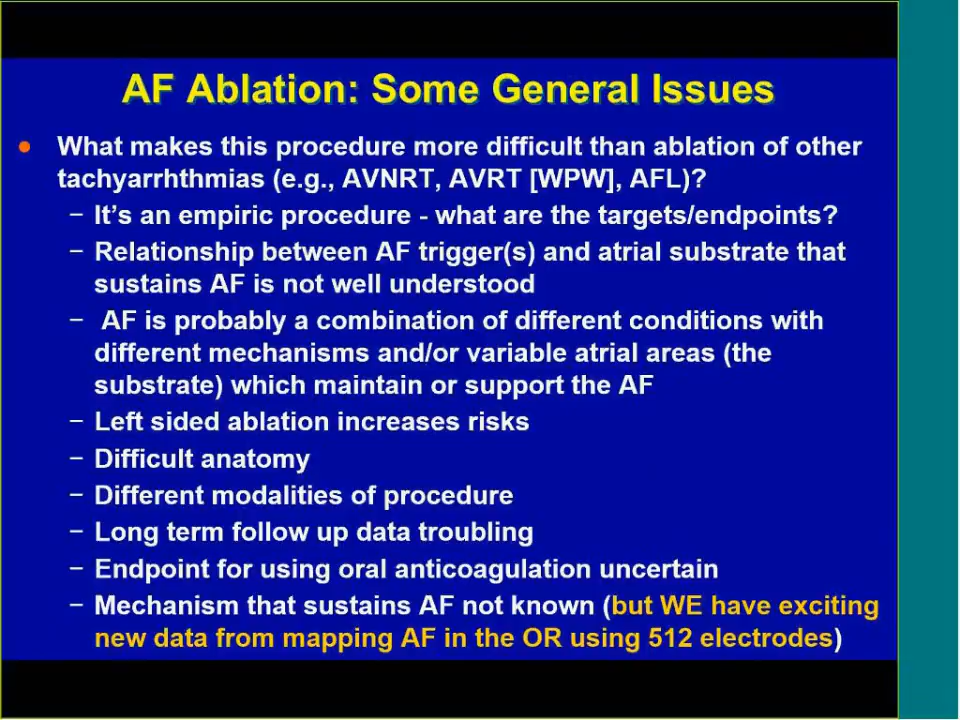 AF Ablation: Some General Issues
● What makes this procedure more difficult than ablation of other
tachyarrhthmias (e.g., AVNRT, AVRT [WPW], AFL)?
− It’s an empiric procedure - what are the targets/endpoints?
− Relationship between AF trigger(s) and atrial substrate that
sustains AF is not well understood
− AF is probably a combination of different conditions with
different mechanisms and/or variable atrial areas (the
substrate) which maintain or support the AF
− Left sided ablation increases risks
− Difficult anatomy
− Different modalities of procedure
− Long term follow up data troubling
− Endpoint for using oral anticoagulation uncertain
− Mechanism that sustains AF not known (but WE have exciting
new data from mapping AF in the OR using 512 electrodes)